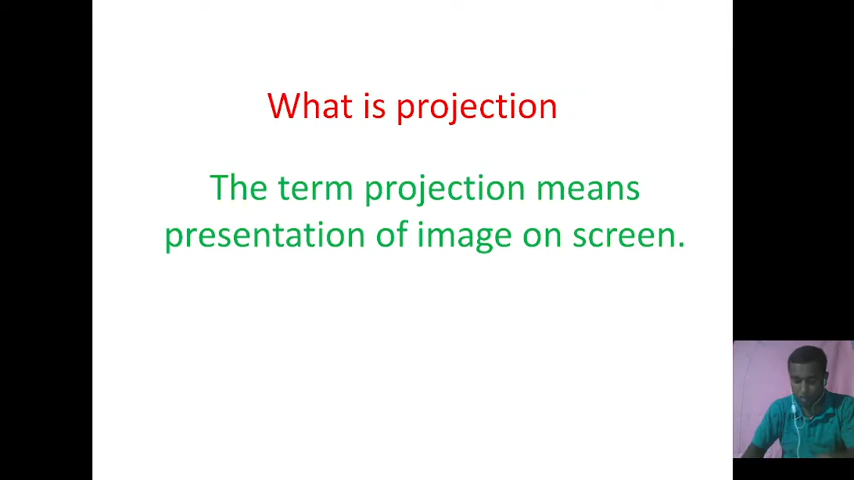 What is projection
The term projection means
presentation of image on screen.